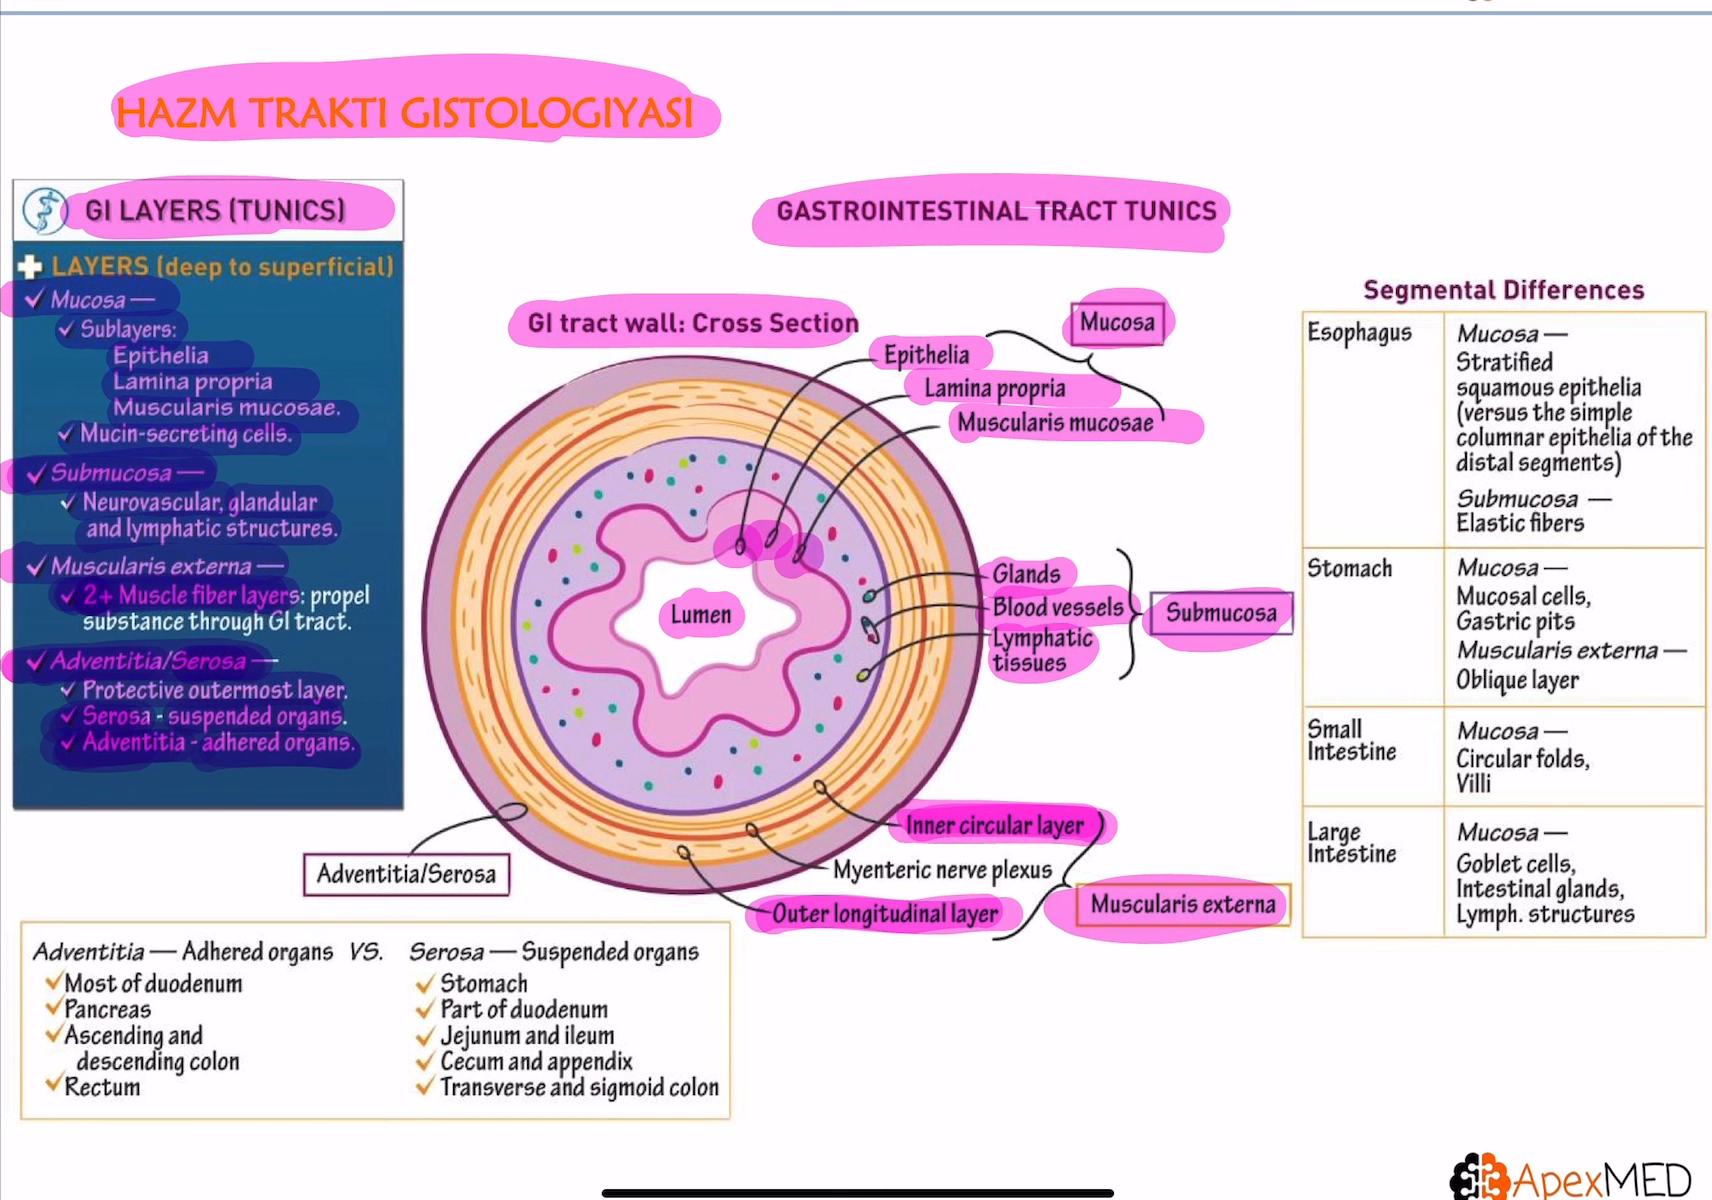 HAZM TRAKTI GISTOLOGIYASI
GI LAYERS (TUNICS)
LAYERS (deep to superficial)
Mucosa —
Sublayers:
Epithelia
Lamina propria
Muscularis mucosae.
Mucin-secreting cells.
Submucosa —
Neurovascular, glandular
and lymphatic structures.
Muscularis externa —
2+ Muscle fiber layers: propel
substance through GI tract.
Adventitia/Serosa —
Protective outermost layer.
Serosa - suspended organs.
Adventitia - adhered organs.
GASTROINTESTINAL TRACT TUNICS
GI tract wall: Cross Section
Mucosa
Epithelia
Lamina propria
Muscularis mucosae
Lumen
Glands
Blood vessels
Lymphatic
tissues
Submucosa
Inner circular layer
Myenteric nerve plexus
Outer longitudinal layer
Muscularis externa
Adventitia/Serosa
Segmental Differences
Esophagus
Mucosa —
Stratified
squamous epithelia
(versus the simple
columnar epithelia of the
distal segments)
Submucosa —
Elastic fibers
Stomach
Mucosa —
Mucosal cells,
Gastric pits
Muscularis externa —
Oblique layer
Small
Intestine
Mucosa —
Circular folds,
Villi
Large
Intestine
Mucosa —
Goblet cells,
Intestinal glands,
Lymph. structures
Adventitia — Adhered organs VS. Serosa — Suspended organs
Most of duodenum
Pancreas
Ascending and
descending colon
Rectum
Stomach
Part of duodenum
Jejunum and ileum
Cecum and appendix
Transverse and sigmoid colon
ApexMED